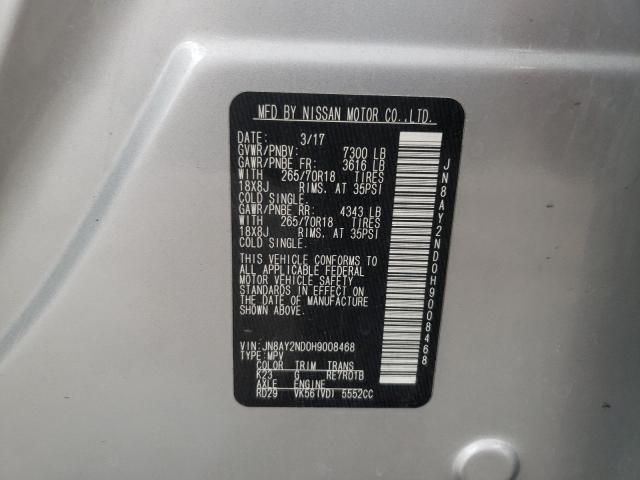 MFD BY NISSAN MOTOR CO.,LTD.
DATE: 3/17
GVWR/PNBV: 7300 LB
GAWR/PNBE FR: 3616 LB
WITH 265/70R18 TIRES
18X8J RIMS, AT 35PSI
COLD SINGLE.
GAWR/PNBE RR: 4343 LB
WITH 265/70R18 TIRES
18X8J RIMS, AT 35PSI
COLD SINGLE.
THIS VEHICLE CONFORMS TO
ALL APPLICABLE FEDERAL
MOTOR VEHICLE SAFETY
STANDARDS IN EFFECT ON
THE DATE OF MANUFACTURE
SHOWN ABOVE.
VIN:JN8AY2ND0H9008468
TYPE:MPV
COLOR TRIM TRANS
K23 G RE7R0TB
AXLE ENGINE
RD29 VK56(VD) 5552CC
JN8AY2ND0H9008468